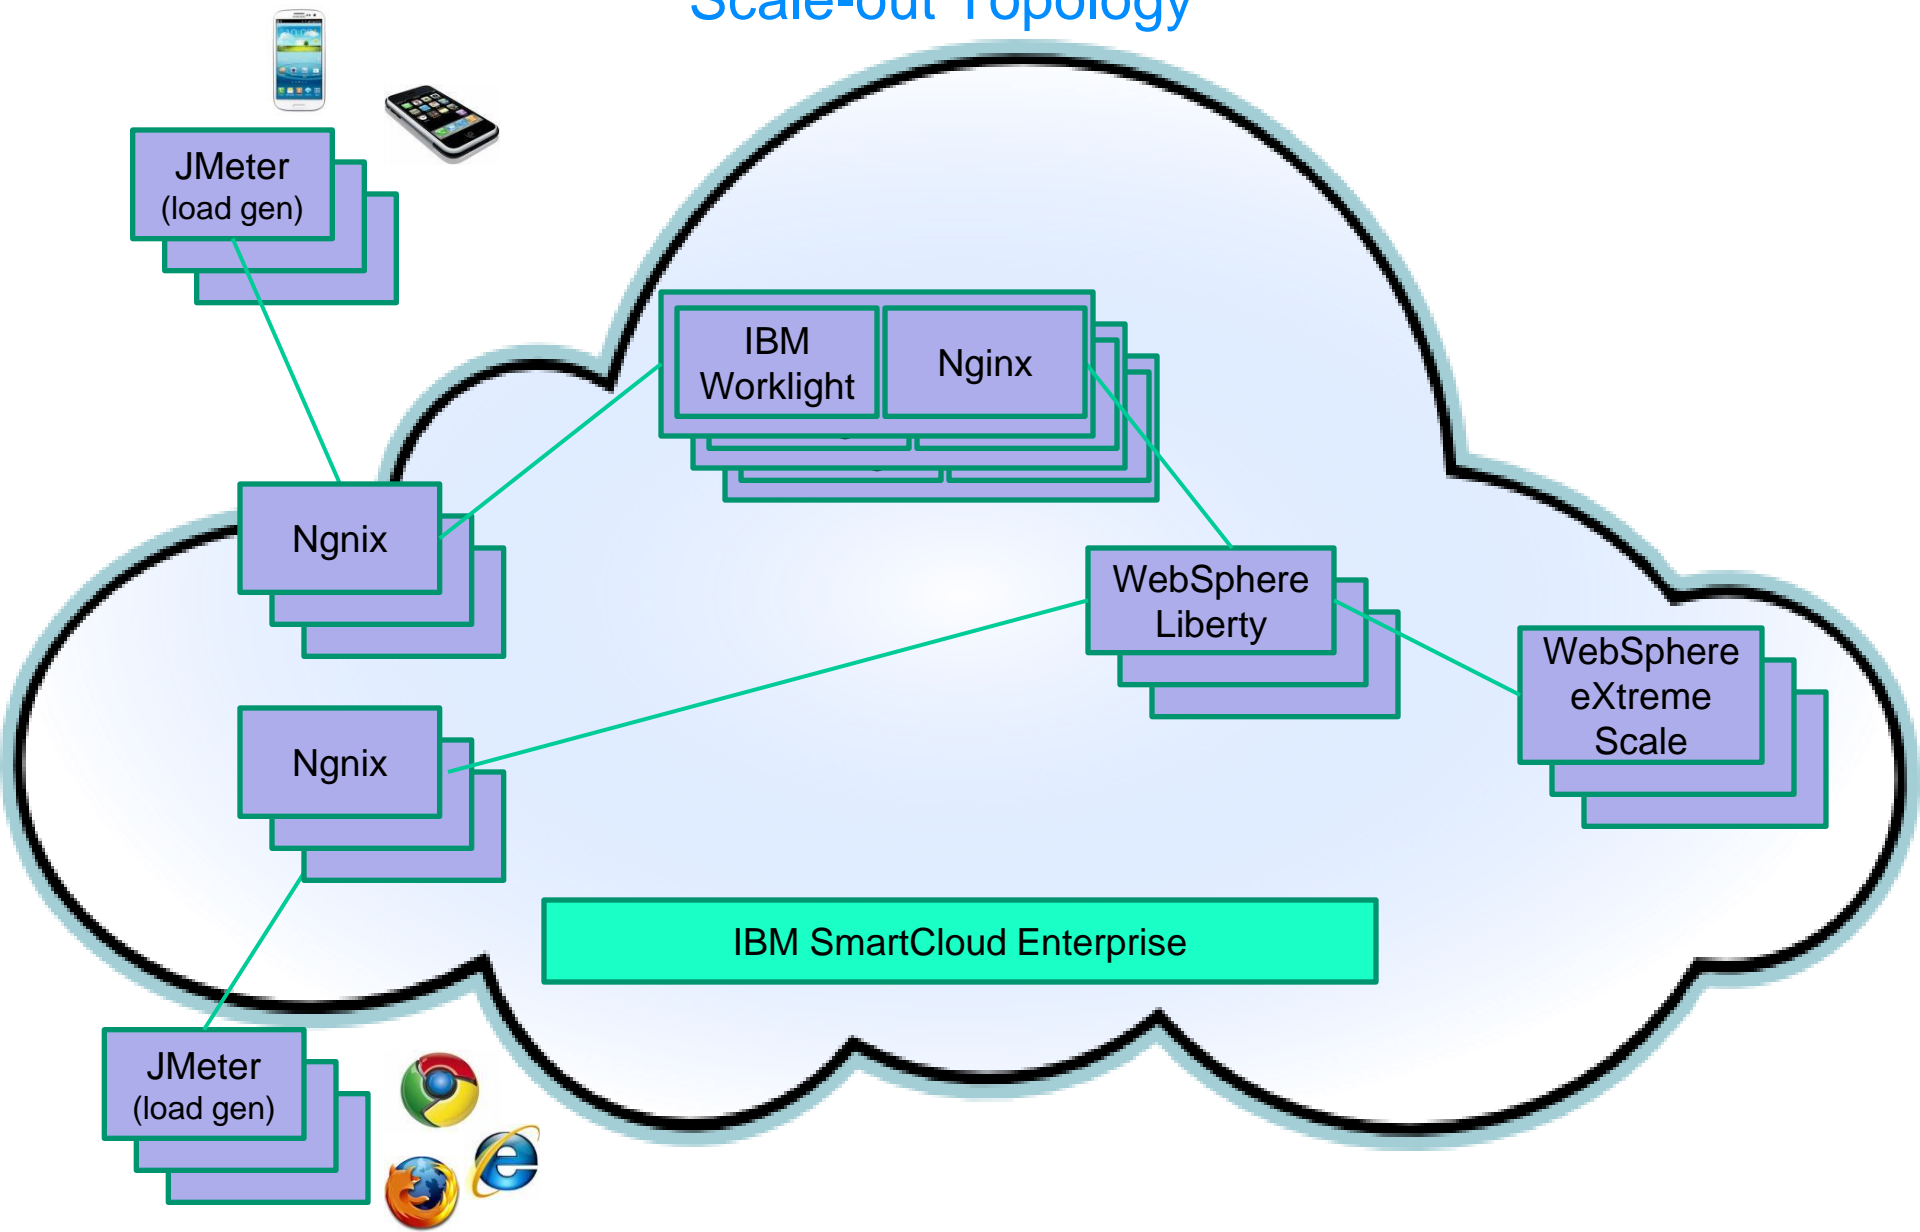 Scale-out Topology
JMeter
(load gen)
IBM
Worklight
Nginx
Ngnix
WebSphere
Liberty
WebSphere
eXtreme
Scale
Ngnix
IBM SmartCloud Enterprise
JMeter
(load gen)